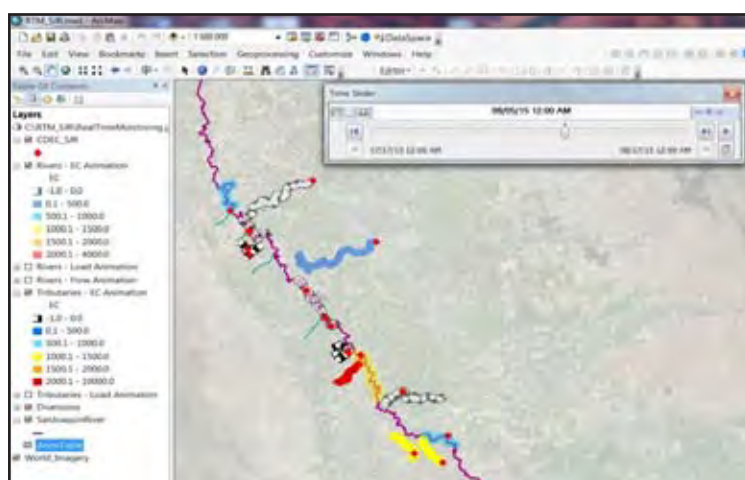 RTM_SJR.mxd - ArcMap
File Edit View Bookmarks Insert Selection Geoprocessing Customize Windows Help
Editor
Table Of Contents
Layers
CDEC_SJR
Rivers - EC Animation
EC
-1.0 - 0.0
0.1 - 500.0
500.1 - 1000.0
1000.1 - 1500.0
1500.1 - 2000.0
2000.1 - 4000.0
Rivers - Load Animation
Rivers - Flow Animation
Tributaries - EC Animation
EC
-1.0 - 0.0
0.1 - 500.0
500.1 - 1000.0
1000.1 - 1500.0
1500.1 - 2000.0
2000.1 - 10000.0
Tributaries - Load Animation
Diversions
SanJoaquinRiver
World_Imagery
Time Slider
08/05/15 12:00 AM